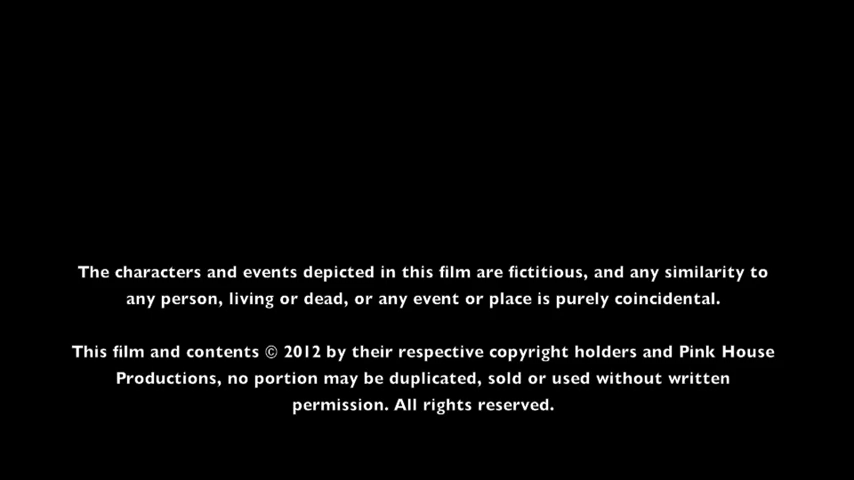 The characters and events depicted in this film are fictitious, and any similarity to
any person, living or dead, or any event or place is purely coincidental.
This film and contents © 2012 by their respective copyright holders and Pink House
Productions, no portion may be duplicated, sold or used without written
permission. All rights reserved.